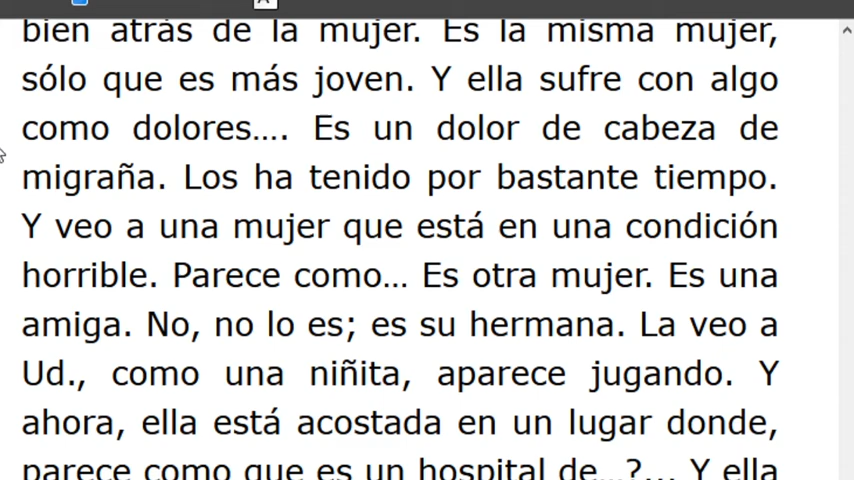 bien atrás de la mujer. Es la misma mujer,
sólo que es más joven. Y ella sufre con algo
como dolores…. Es un dolor de cabeza de
migraña. Los ha tenido por bastante tiempo.
Y veo a una mujer que está en una condición
horrible. Parece como… Es otra mujer. Es una
amiga. No, no lo es; es su hermana. La veo a
Ud., como una niñita, aparece jugando. Y
ahora, ella está acostada en un lugar donde,
parece como que es un hospital de…?... Y ella